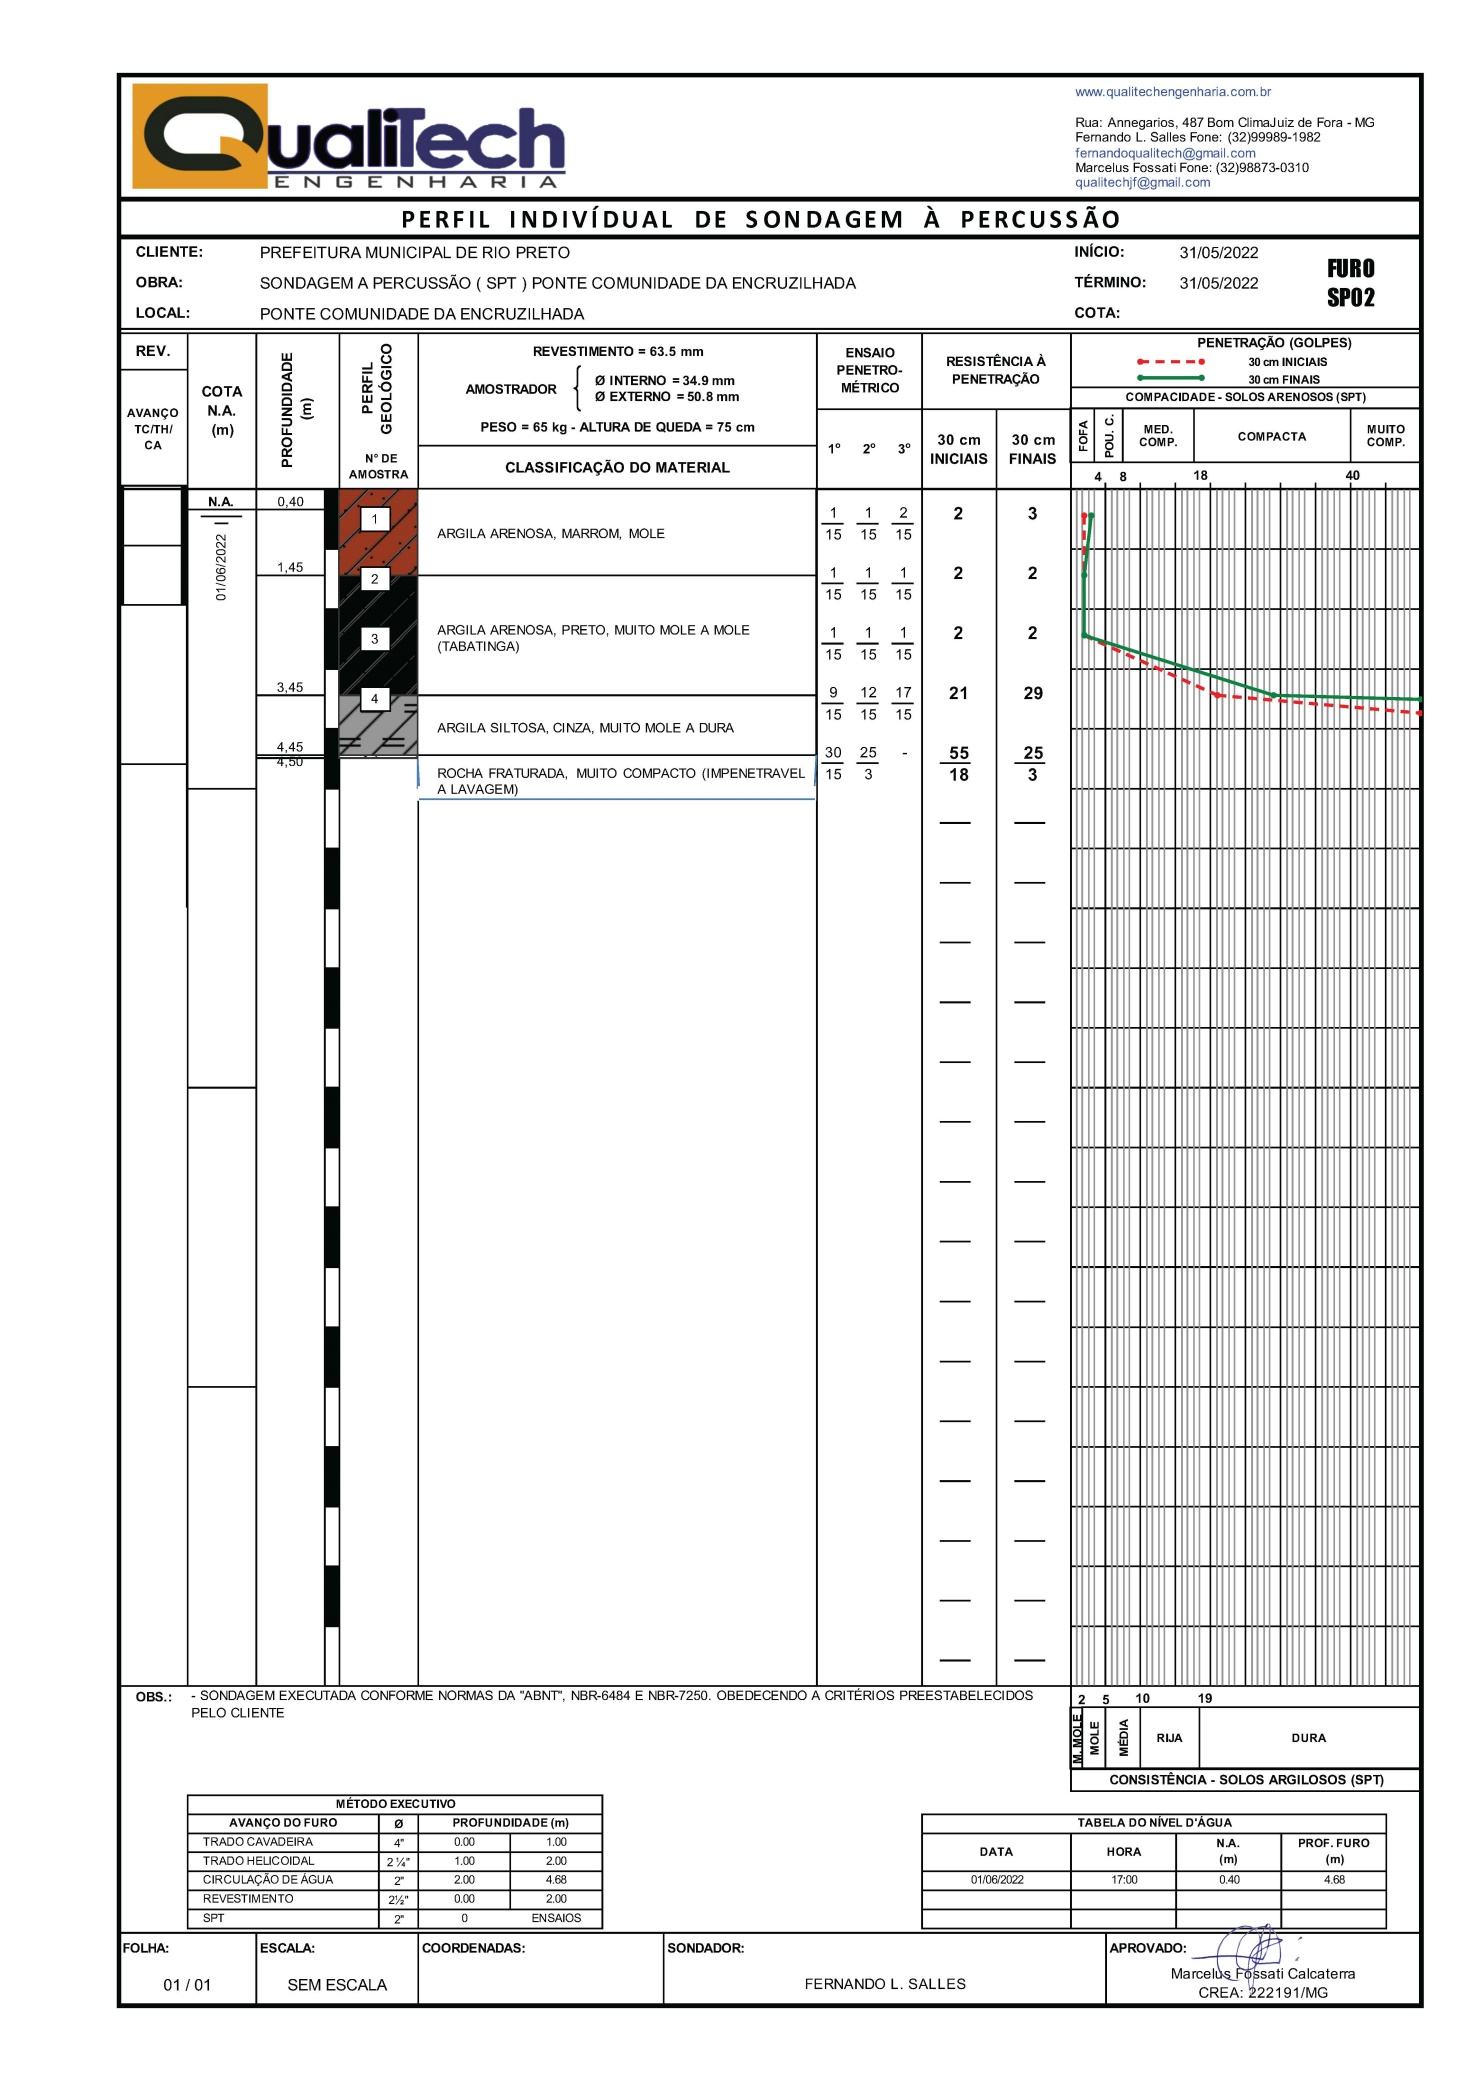 QualiTech
ENGENHARIA
www.qualitechengenharia.com.br
Rua: Annegarios, 487 Bom ClimaJuiz de Fora - MG
Fernando L. Salles Fone: (32)99989-1982
fernandoqualitech@gmail.com
Marcelus Fossati Fone: (32)98873-0310
qualitechjf@gmail.com
PERFIL INDIVÍDUAL DE SONDAGEM À PERCUSSÃO
CLIENTE: PREFEITURA MUNICIPAL DE RIO PRETO
OBRA: SONDAGEM A PERCUSSÃO ( SPT ) PONTE COMUNIDADE DA ENCRUZILHADA
LOCAL: PONTE COMUNIDADE DA ENCRUZILHADA
INÍCIO: 31/05/2022
TÉRMINO: 31/05/2022
COTA:
FURO
SP02
REV.
AVANÇO
TC/TH/
CA
COTA
N.A.
(m)
PROFUNDIDADE
(m)
PERFIL
GEOLÓGICO
N° DE
AMOSTRA
REVESTIMENTO = 63.5 mm
AMOSTRADOR
Ø INTERNO = 34.9 mm
Ø EXTERNO = 50.8 mm
PESO = 65 kg - ALTURA DE QUEDA = 75 cm
CLASSIFICAÇÃO DO MATERIAL
ENSAIO
PENETRO-
MÉTRICO
1º 2º 3º
RESISTÊNCIA À
PENETRAÇÃO
30 cm
INICIAIS
30 cm
FINAIS
PENETRAÇÃO (GOLPES)
30 cm INICIAIS
30 cm FINAIS
COMPACIDADE - SOLOS ARENOSOS (SPT)
FOFA
POU. C.
MED.
COMP.
COMPACTA
MUITO
COMP.
4 8 18 40
N.A.
01/06/2022
0,40
1
ARGILA ARENOSA, MARROM, MOLE
1 1 2
15 15 15
2 3
1,45
2
1 1 1
15 15 15
2 2
3
ARGILA ARENOSA, PRETO, MUITO MOLE A MOLE
(TABATINGA)
1 1 1
15 15 15
2 2
3,45
4
9 12 17
15 15 15
21 29
ARGILA SILTOSA, CINZA, MUITO MOLE A DURA
4,45
4,50
30 25 -
15 3
55 25
18 3
ROCHA FRATURADA, MUITO COMPACTO (IMPENETRAVEL
A LAVAGEM)
OBS.: - SONDAGEM EXECUTADA CONFORME NORMAS DA "ABNT", NBR-6484 E NBR-7250. OBEDECENDO A CRITÉRIOS PREESTABELECIDOS
PELO CLIENTE
2 5 10 19
M. MOLE
MOLE
MÉDIA
RIJA
DURA
CONSISTÊNCIA - SOLOS ARGILOSOS (SPT)
MÉTODO EXECUTIVO
AVANÇO DO FURO Ø PROFUNDIDADE (m)
TRADO CAVADEIRA 4" 0.00 1.00
TRADO HELICOIDAL 2 ¼" 1.00 2.00
CIRCULAÇÃO DE ÁGUA 2" 2.00 4.68
REVESTIMENTO 2½" 0.00 2.00
SPT 2" 0 ENSAIOS
TABELA DO NÍVEL D'ÁGUA
DATA HORA N.A. (m) PROF. FURO (m)
01/06/2022 17:00 0.40 4.68
FOLHA:
01 / 01
ESCALA:
SEM ESCALA
COORDENADAS:
SONDADOR:
FERNANDO L. SALLES
APROVADO:
Marcelus Fossati Calcaterra
CREA: 222191/MG